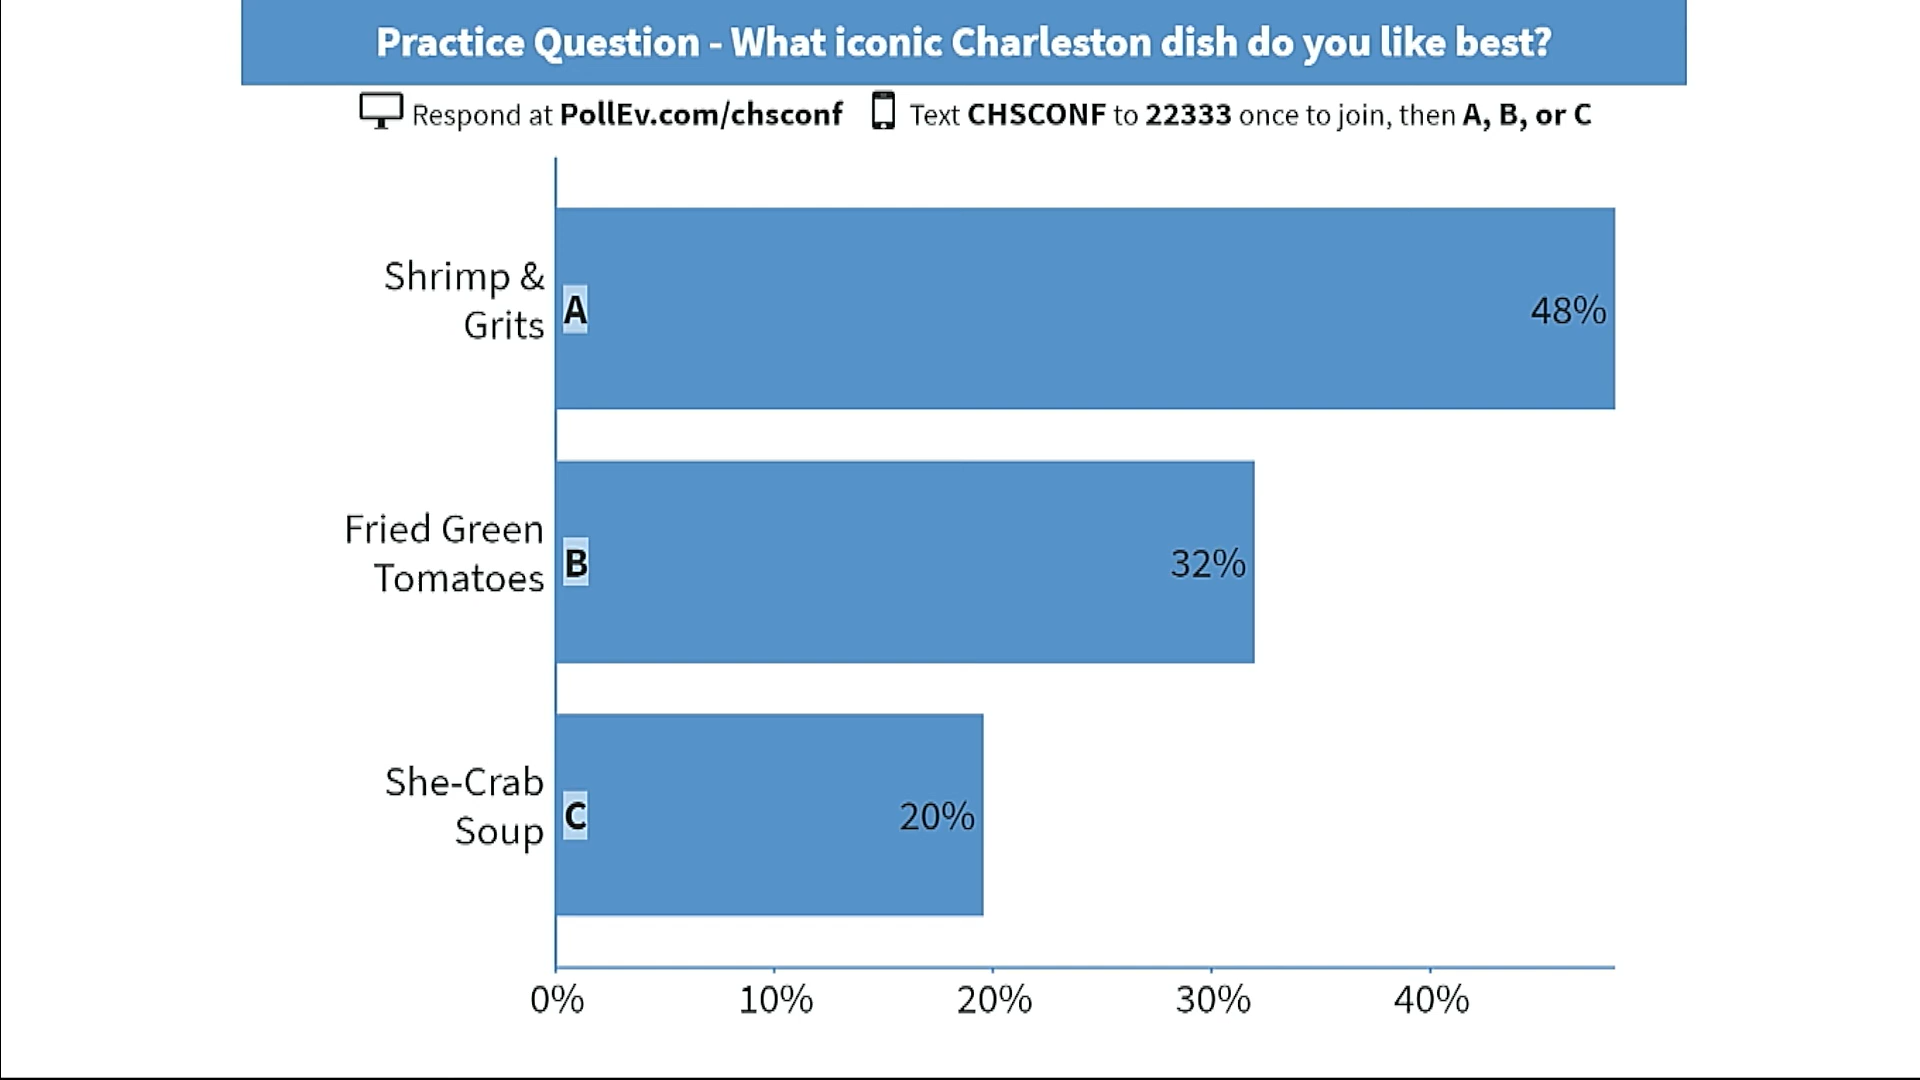 Practice Question - What iconic Charleston dish do you like best?
Respond at PollEv.com/chsconf Text CHSCONF to 22333 once to join, then A, B, or C
Shrimp &
Grits
A
48%
Fried Green
Tomatoes
B
32%
She-Crab
Soup
C
20%
0% 10% 20% 30% 40%